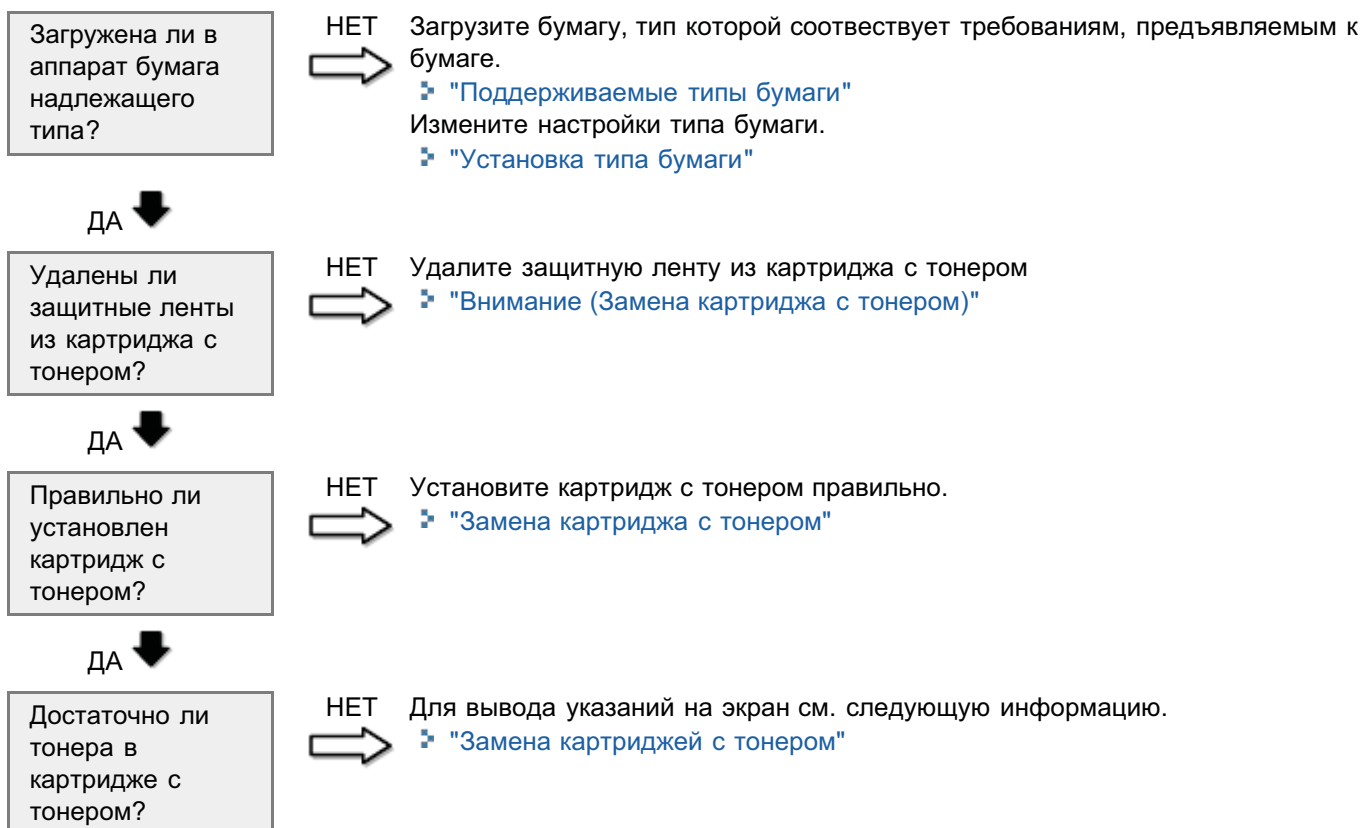 Загружена ли в
аппарат бумага
надлежащего
типа?
НЕТ
Загрузите бумагу, тип которой соотвествует требованиям, предъявляемым к
бумаге.
"Поддерживаемые типы бумаги"
Измените настройки типа бумаги.
"Установка типа бумаги"
ДА
Удалены ли
защитные ленты
из картриджа с
тонером?
НЕТ
Удалите защитную ленту из картриджа с тонером
"Внимание (Замена картриджа с тонером)"
ДА
Правильно ли
установлен
картридж с
тонером?
НЕТ
Установите картридж с тонером правильно.
"Замена картриджа с тонером"
ДА
Достаточно ли
тонера в
картридже с
тонером?
НЕТ
Для вывода указаний на экран см. следующую информацию.
"Замена картриджей с тонером"